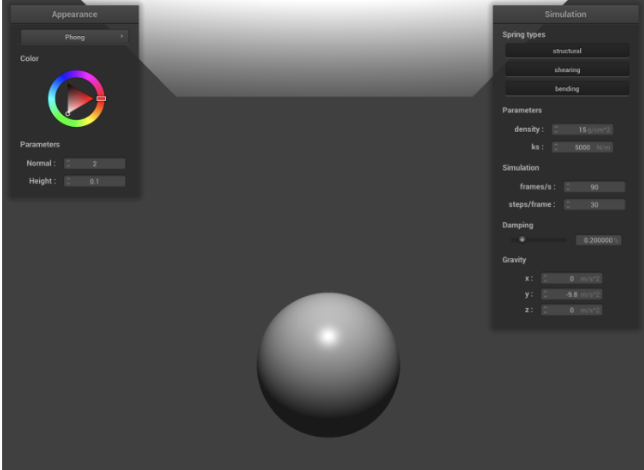 Appearance
Phong
Color
Parameters
Normal : 2
Height : 0.1
Simulation
Spring types
structural
shearing
bending
Parameters
density : 15 g/cm^2
ks : 5000 N/m
Simulation
frames/s : 90
steps/frame : 30
Damping
0.200000 %
Gravity
x : 0 m/s^2
y : -9.8 m/s^2
z : 0 m/s^2